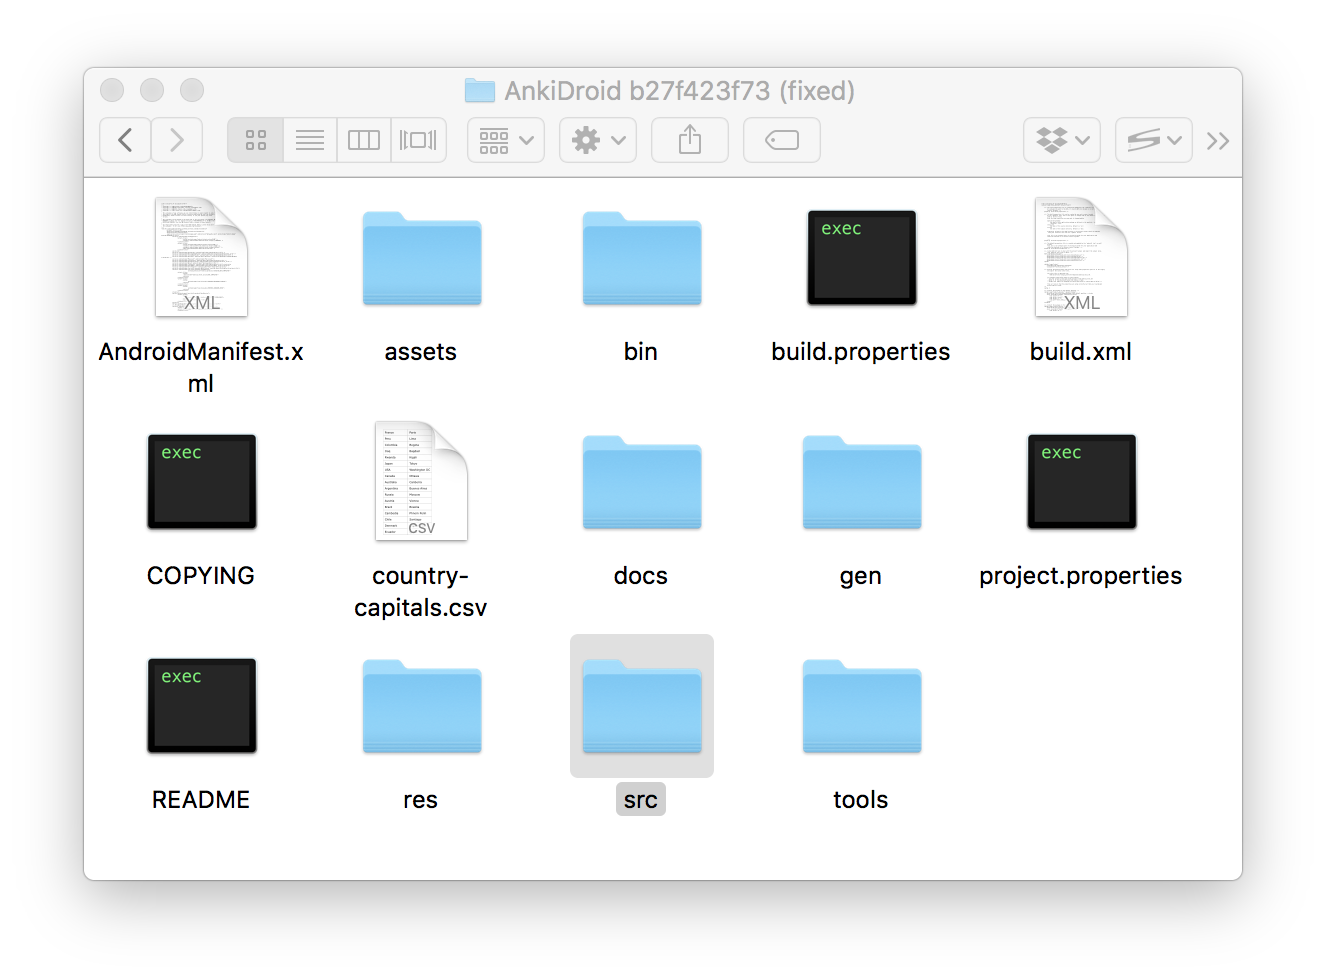 AnkiDroid b27f423f73 (fixed)
XML
exec
XML
AndroidManifest.x
ml
assets
bin
build.properties
build.xml
exec
CSV
exec
COPYING
country-
capitals.csv
docs
gen
project.properties
exec
README
res
src
tools